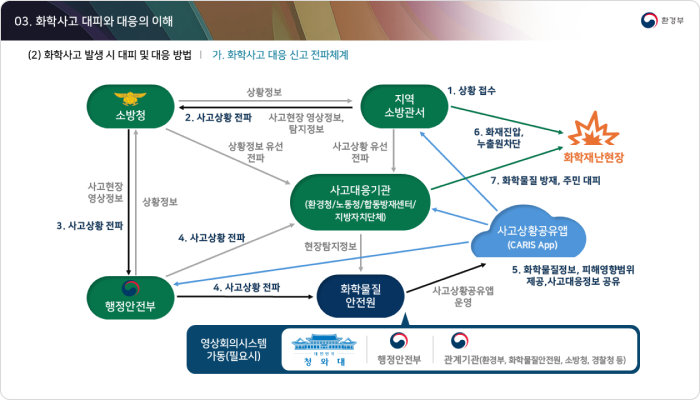 03. 화학사고 대피와 대응의 이해
환경부
(2) 화학사고 발생 시 대피 및 대응 방법 | 가. 화학사고 대응 신고 전파체계
소방청
상황정보
2. 사고상황 전파
사고현장 영상정보,
탐지정보
지역
소방관서
1. 상황 접수
6. 화재진압,
누출원차단
화학재난현장
상황정보 유선
전파
사고상황 유선
전파
7. 화학물질 방재, 주민 대피
사고현장
영상정보
상황정보
3. 사고상황 전파
사고대응기관
(환경청/노동청/합동방재센터/
지방자치단체)
4. 사고상황 전파
현장탐지정보
사고상황공유앱
(CARIS App)
5. 화학물질정보, 피해영향범위
제공,사고대응정보 공유
행정안전부
4. 사고상황 전파
화학물질
안전원
사고상황공유앱
운영
영상회의시스템
가동(필요시)
대한민국
청와대
행정안전부
관계기관(환경부, 화학물질안전원, 소방청, 경찰청 등)